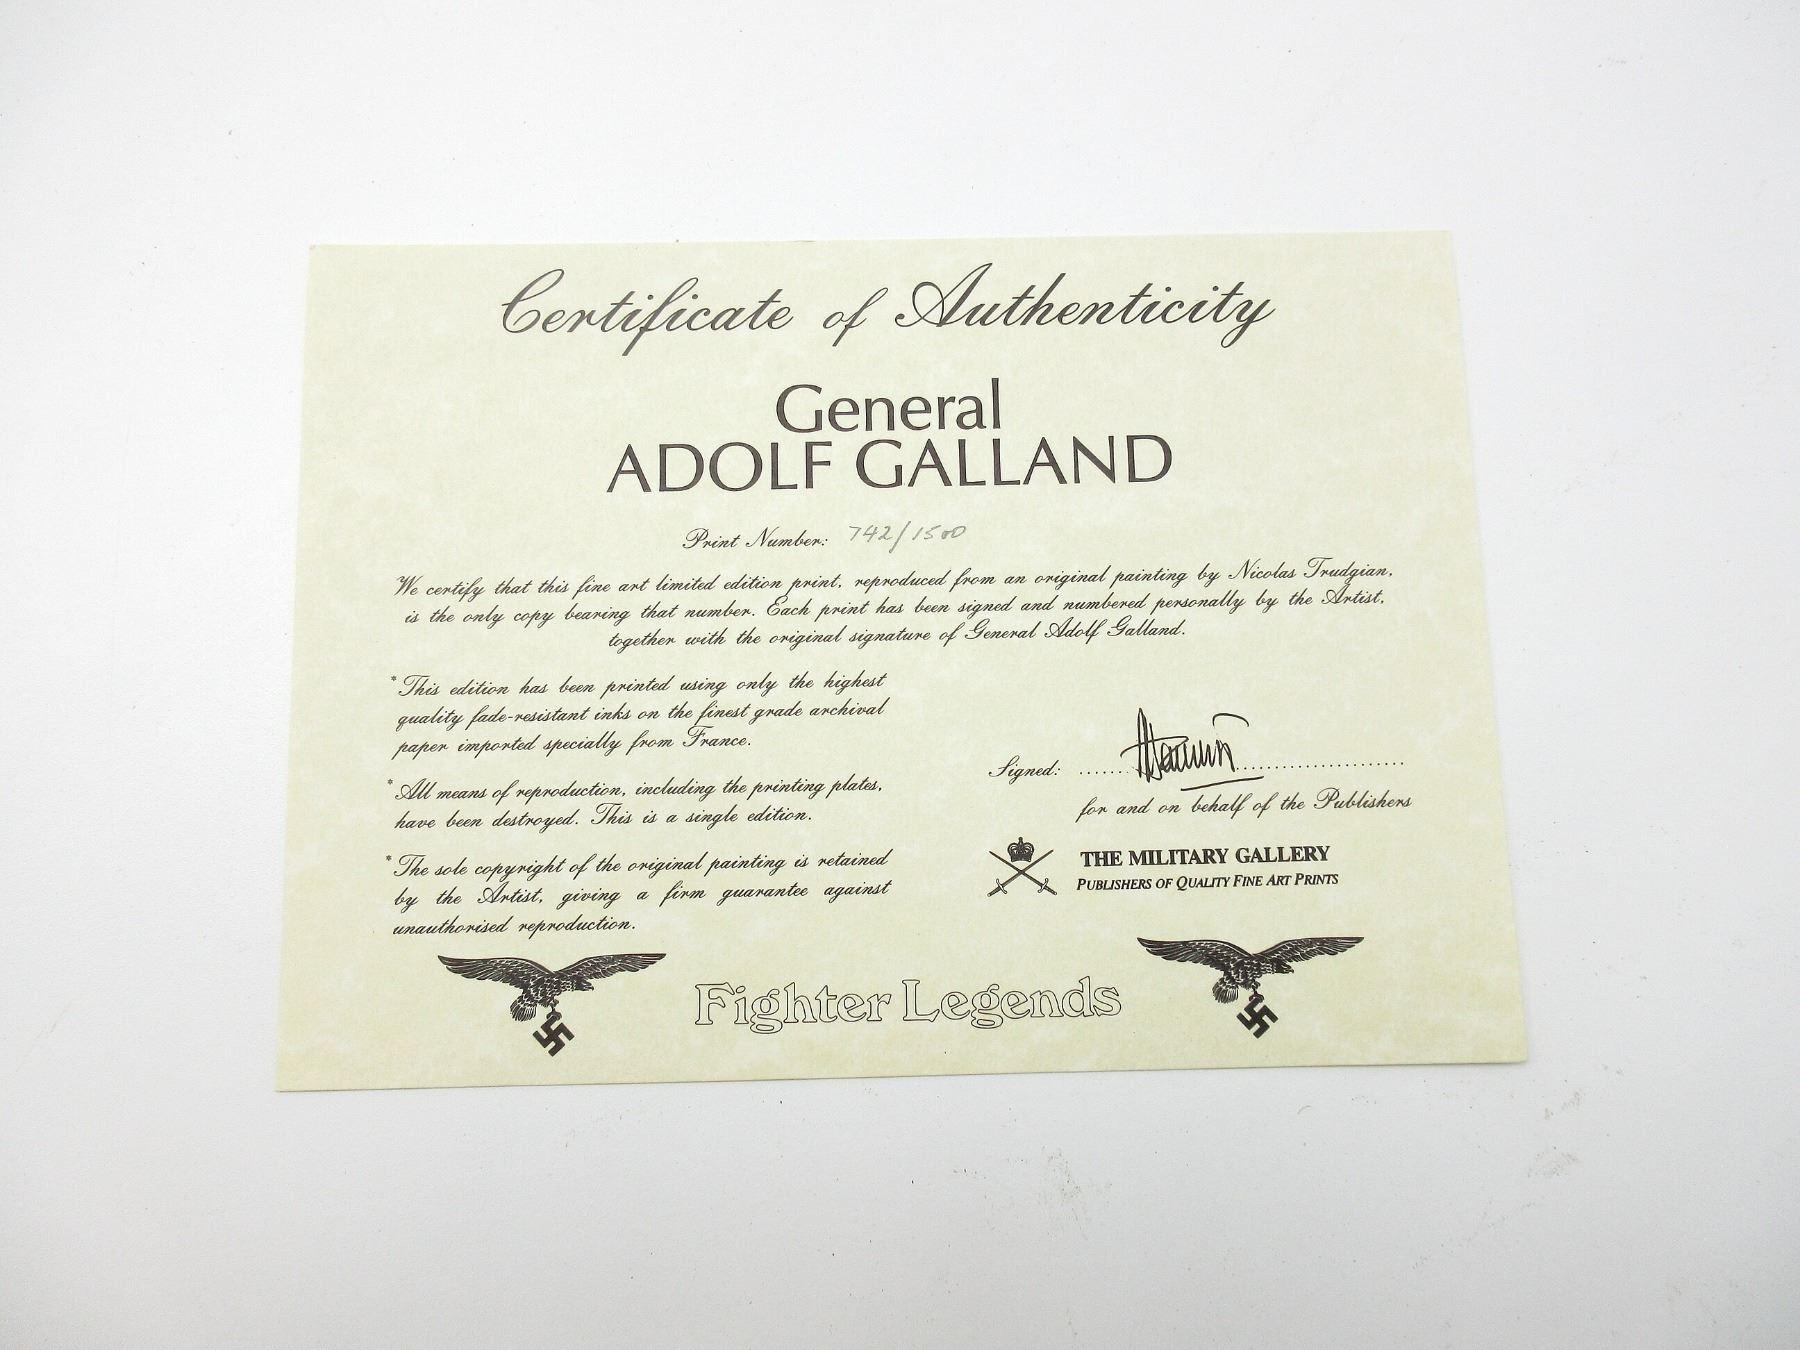 Certificate of Authenticity
General
ADOLF GALLAND
Print Number: 742/1500
We certify that this fine art limited edition print, reproduced from an original painting by Nicolas Trudgian,
is the only copy bearing that number. Each print has been signed and numbered personally by the Artist,
together with the original signature of General Adolf Galland.
*This edition has been printed using only the highest
quality fade-resistant inks on the finest grade archival
paper imported specially from France.
*All means of reproduction, including the printing plates,
have been destroyed. This is a single edition.
*The sole copyright of the original painting is retained
by the Artist, giving a firm guarantee against
unauthorised reproduction.
Signed:
for and on behalf of the Publishers
THE MILITARY GALLERY
PUBLISHERS OF QUALITY FINE ART PRINTS
Fighter Legends